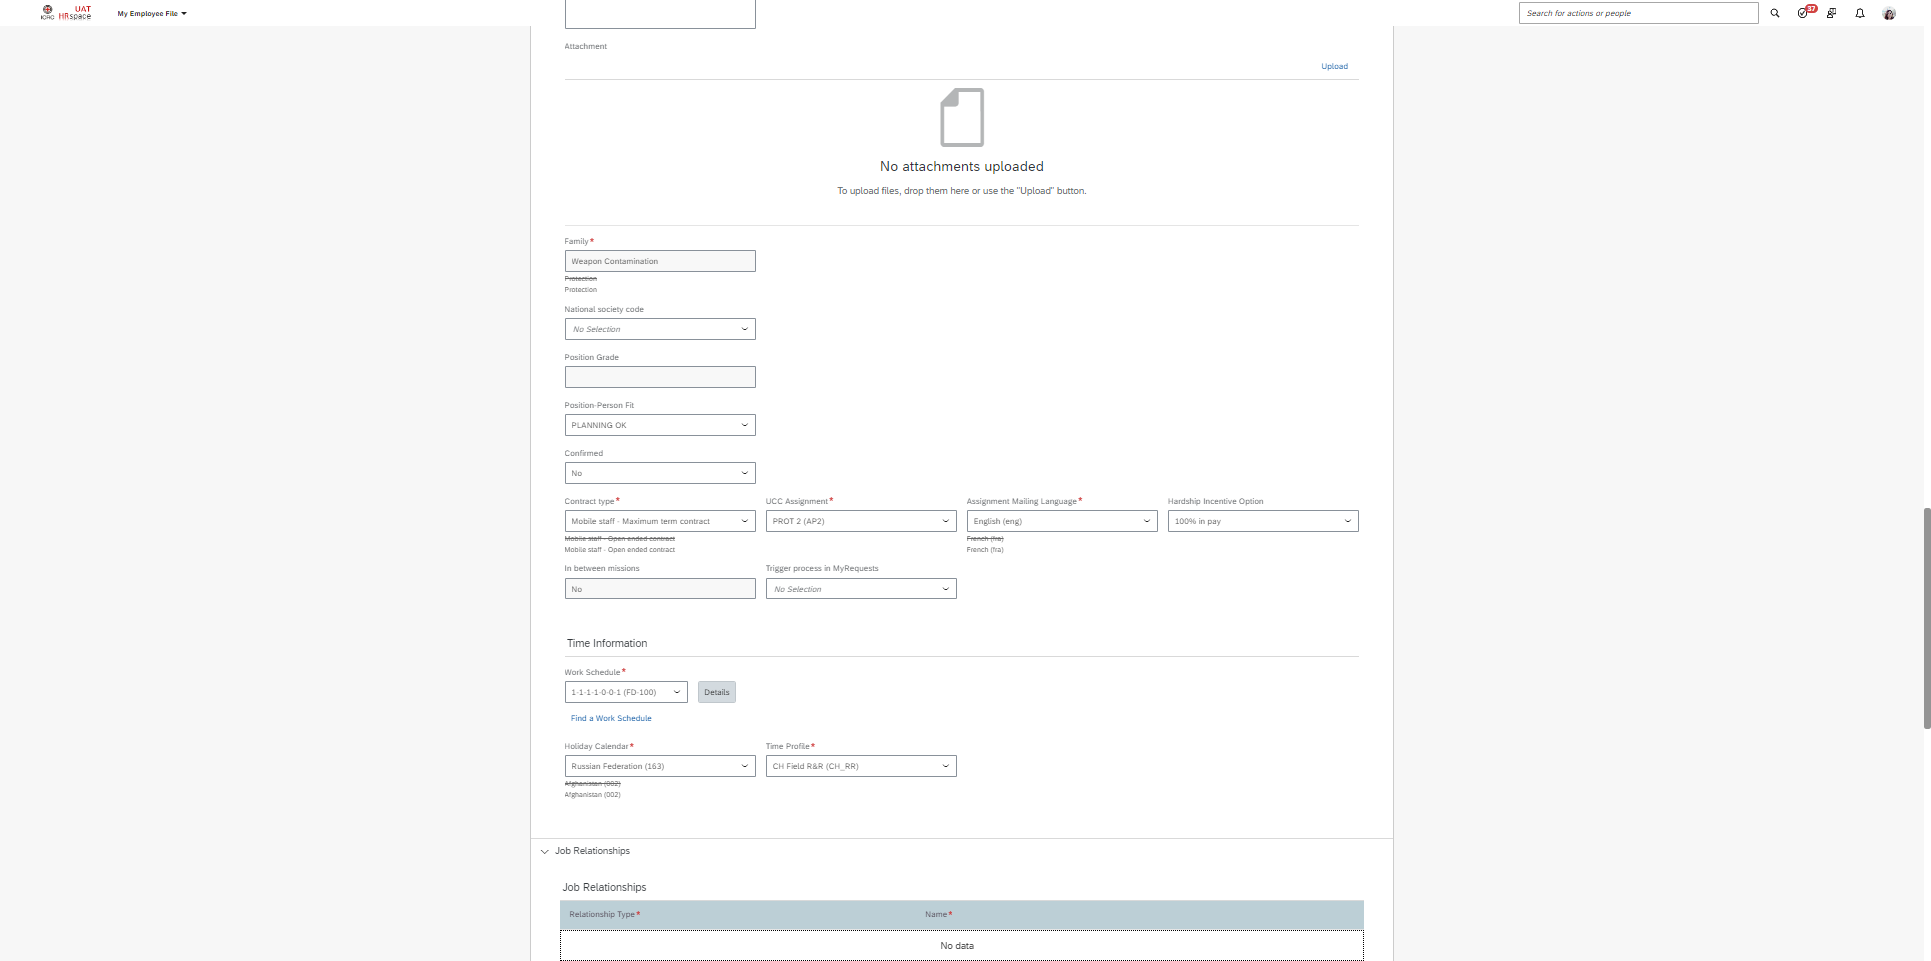 ICRC
UAT
HRspace
My Employee File
Search for actions or people
37
Attachment
Upload
No attachments uploaded
To upload files, drop them here or use the "Upload" button.
Family*
Weapon Contamination
Protection
Protection
National society code
No Selection
Position Grade
Position-Person Fit
PLANNING OK
Confirmed
No
Contract type* UCC Assignment* Assignment Mailing Language* Hardship Incentive Option
Mobile staff - Maximum term contract PROT 2 (AP2) English (eng) 100% in pay
Mobile staff - Open ended contract French (fra)
Mobile staff - Open ended contract French (fra)
In between missions Trigger process in MyRequests
No No Selection
Time Information
Work Schedule*
1-1-1-1-0-0-1 (FD-100) Details
Find a Work Schedule
Holiday Calendar* Time Profile*
Russian Federation (163) CH Field R&R (CH_RR)
Afghanistan (002)
Afghanistan (002)
Job Relationships
Job Relationships
Relationship Type* Name*
No data